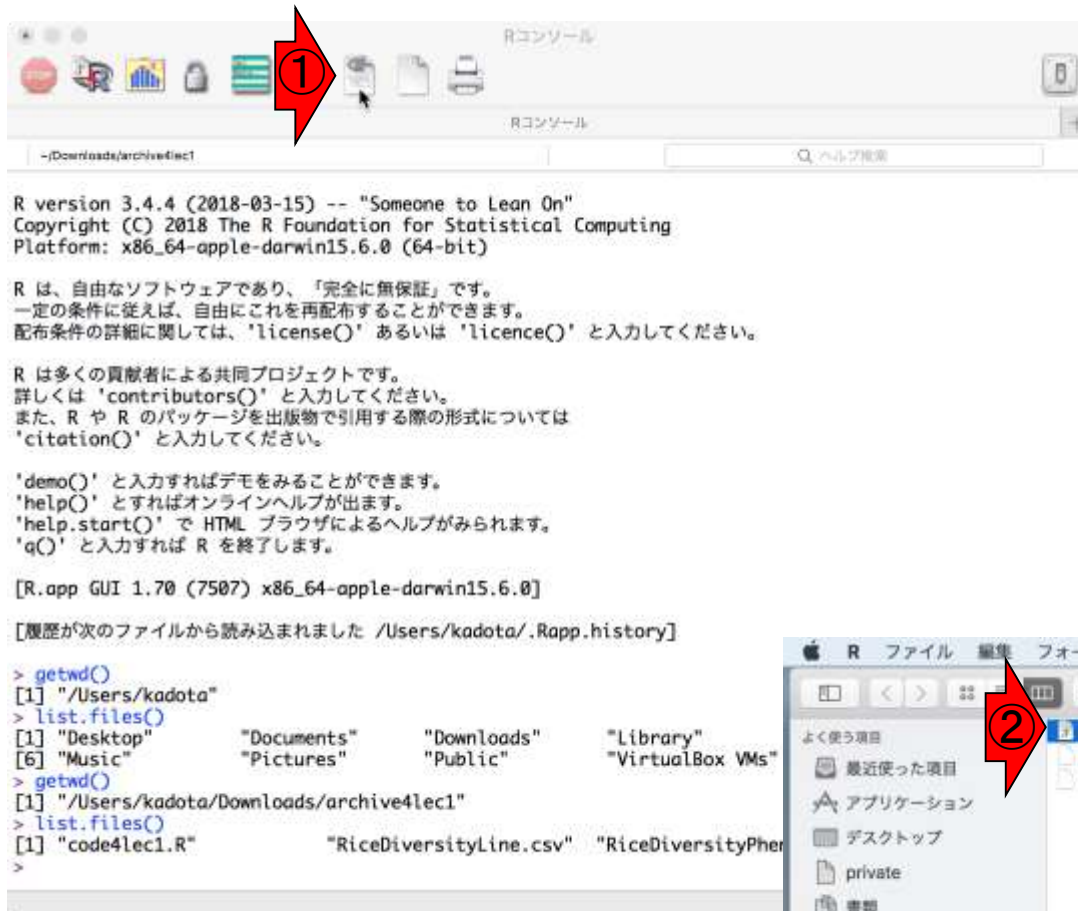 Rコンソール
①
STOP
Rコンソール
~/Downloads/archive4lec1
ヘルプ検索
R version 3.4.4 (2018-03-15) -- "Someone to Lean On"
Copyright (C) 2018 The R Foundation for Statistical Computing
Platform: x86_64-apple-darwin15.6.0 (64-bit)
R は、自由なソフトウェアであり、「完全に無保証」です。
一定の条件に従えば、自由にこれを再配布することができます。
配布条件の詳細に関しては、'license()' あるいは 'licence()' と入力してください。
R は多くの貢献者による共同プロジェクトです。
詳しくは 'contributors()' と入力してください。
また、R や R のパッケージを出版物で引用する際の形式については
'citation()' と入力してください。
'demo()' と入力すればデモをみることができます。
'help()' とすればオンラインヘルプが出ます。
'help.start()' で HTML ブラウザによるヘルプがみられます。
'q()' と入力すれば R を終了します。
[R.app GUI 1.70 (7507) x86_64-apple-darwin15.6.0]
[履歴が次のファイルから読み込まれました /Users/kadota/.Rapp.history]
> getwd()
[1] "/Users/kadota"
> list.files()
[1] "Desktop" "Documents" "Downloads" "Library"
[6] "Music" "Pictures" "Public" "VirtualBox VMs"
> getwd()
[1] "/Users/kadota/Downloads/archive4lec1"
> list.files()
[1] "code4lec1.R" "RiceDiversityLine.csv" "RiceDiversityPhen
>
R ファイル 編集 フォー
②
よく使う項目
最近使った項目
アプリケーション
デスクトップ
private
書類